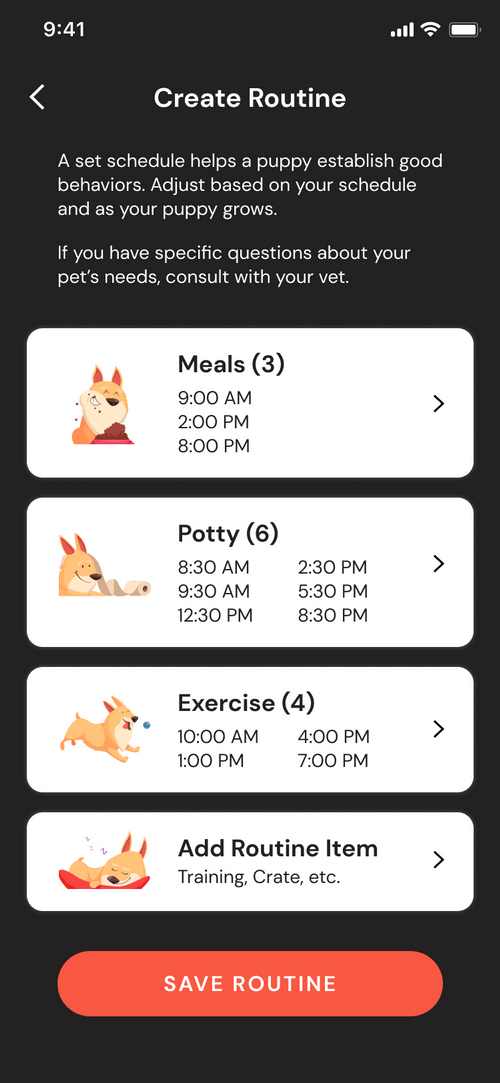 9:41
Create Routine
A set schedule helps a puppy establish good
behaviors. Adjust based on your schedule
and as your puppy grows.
If you have specific questions about your
pet’s needs, consult with your vet.
Meals (3)
9:00 AM
2:00 PM
8:00 PM
Potty (6)
8:30 AM 2:30 PM
9:30 AM 5:30 PM
12:30 PM 8:30 PM
Exercise (4)
10:00 AM 4:00 PM
1:00 PM 7:00 PM
z z z
Add Routine Item
Training, Crate, etc.
SAVE ROUTINE